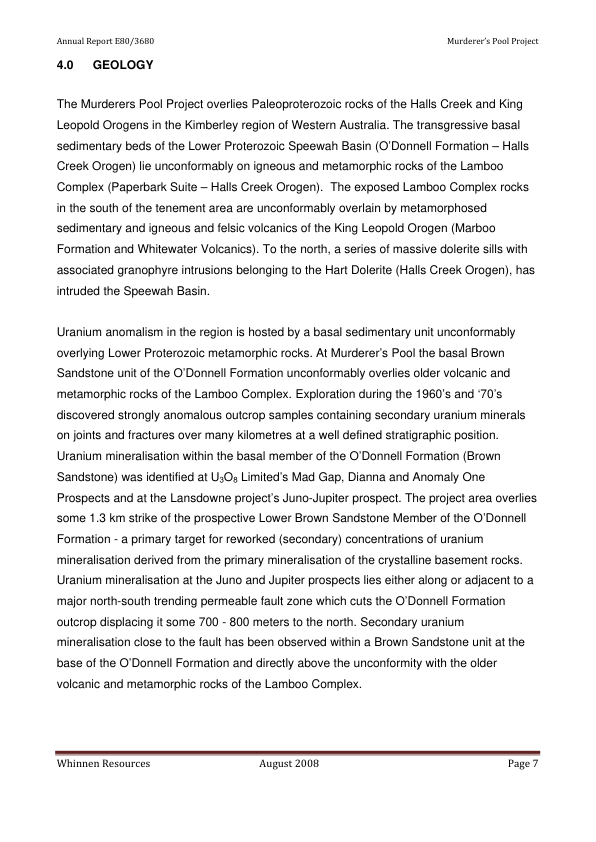 Annual Report E80/3680 Murderer's Pool Project
4.0 GEOLOGY
The Murderers Pool Project overlies Paleoproterozoic rocks of the Halls Creek and King
Leopold Orogens in the Kimberley region of Western Australia. The transgressive basal
sedimentary beds of the Lower Proterozoic Speewah Basin (O'Donnell Formation – Halls
Creek Orogen) lie unconformably on igneous and metamorphic rocks of the Lamboo
Complex (Paperbark Suite – Halls Creek Orogen).  The exposed Lamboo Complex rocks
in the south of the tenement area are unconformably overlain by metamorphosed
sedimentary and igneous and felsic volcanics of the King Leopold Orogen (Marboo
Formation and Whitewater Volcanics). To the north, a series of massive dolerite sills with
associated granophyre intrusions belonging to the Hart Dolerite (Halls Creek Orogen), has
intruded the Speewah Basin.
Uranium anomalism in the region is hosted by a basal sedimentary unit unconformably
overlying Lower Proterozoic metamorphic rocks. At Murderer's Pool the basal Brown
Sandstone unit of the O'Donnell Formation unconformably overlies older volcanic and
metamorphic rocks of the Lamboo Complex. Exploration during the 1960's and '70's
discovered strongly anomalous outcrop samples containing secondary uranium minerals
on joints and fractures over many kilometres at a well defined stratigraphic position.
Uranium mineralisation within the basal member of the O'Donnell Formation (Brown
Sandstone) was identified at U₃O₈ Limited's Mad Gap, Dianna and Anomaly One
Prospects and at the Lansdowne project's Juno-Jupiter prospect. The project area overlies
some 1.3 km strike of the prospective Lower Brown Sandstone Member of the O'Donnell
Formation - a primary target for reworked (secondary) concentrations of uranium
mineralisation derived from the primary mineralisation of the crystalline basement rocks.
Uranium mineralisation at the Juno and Jupiter prospects lies either along or adjacent to a
major north-south trending permeable fault zone which cuts the O'Donnell Formation
outcrop displacing it some 700 - 800 meters to the north. Secondary uranium
mineralisation close to the fault has been observed within a Brown Sandstone unit at the
base of the O'Donnell Formation and directly above the unconformity with the older
volcanic and metamorphic rocks of the Lamboo Complex.
Whinnen Resources August 2008 Page 7